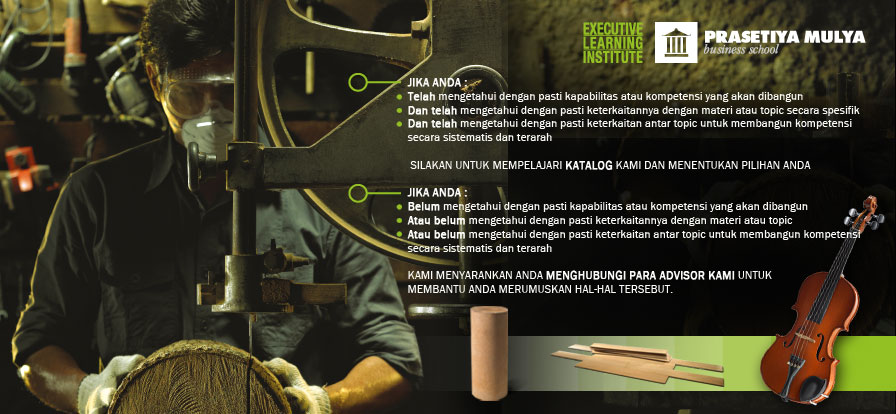 EXECUTIVE
LEARNING
INSTITUTE
PRASETIYA MULYA
business school
JIKA ANDA :
• Telah mengetahui dengan pasti kapabilitas atau kompetensi yang akan dibangun
• Dan telah mengetahui dengan pasti keterkaitannya dengan materi atau topic secara spesifik
• Dan telah mengetahui dengan pasti keterkaitan antar topic untuk membangun kompetensi
secara sistematis dan terarah
SILAKAN UNTUK MEMPELAJARI KATALOG KAMI DAN MENENTUKAN PILIHAN ANDA
JIKA ANDA :
• Belum mengetahui dengan pasti kapabilitas atau kompetensi yang akan dibangun
• Atau belum mengetahui dengan pasti keterkaitannya dengan materi atau topic
• Atau belum mengetahui dengan pasti keterkaitan antar topic untuk membangun kompetensi
secara sistematis dan terarah
KAMI MENYARANKAN ANDA MENGHUBUNGI PARA ADVISOR KAMI UNTUK
MEMBANTU ANDA MERUMUSKAN HAL-HAL TERSEBUT.